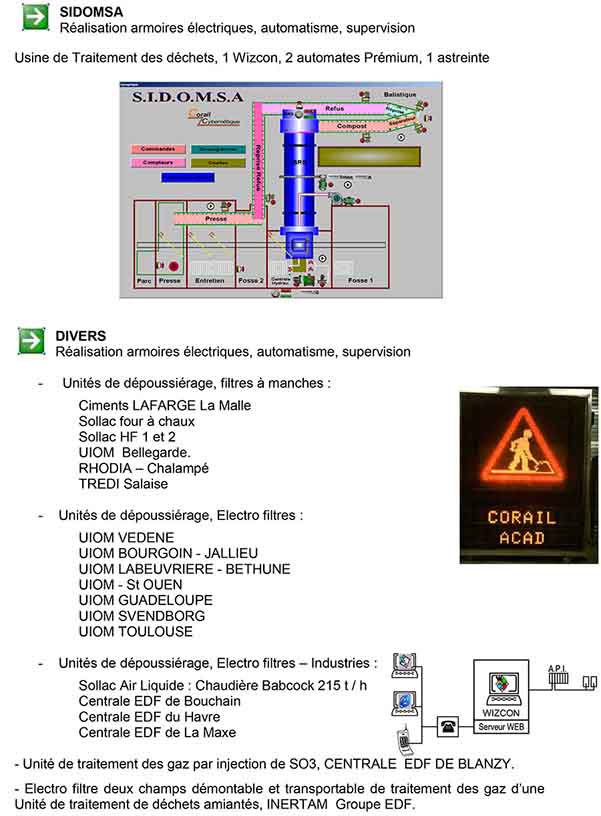 SIDOMSA
Réalisation armoires électriques, automatisme, supervision
Usine de Traitement des déchets, 1 Wizcon, 2 automates Prémium, 1 astreinte
S.I.D.O.M.S.A
Corail
Cybernétique
Balistique
Refus
Compost
Commandes
Compteurs
Courbes
Reprise Refus
BRS
Presse
Parc
Presse
Entretien
Fosse 2
Centrale
Hydrau.
Fosse 1
DIVERS
Réalisation armoires électriques, automatisme, supervision
- Unités de dépoussiérage, filtres à manches :
Ciments LAFARGE La Malle
Sollac four à chaux
Sollac HF 1 et 2
UIOM Bellegarde.
RHODIA – Chalampé
TREDI Salaise
CORAIL
ACAD
- Unités de dépoussiérage, Electro filtres :
UIOM VEDENE
UIOM BOURGOIN - JALLIEU
UIOM LABEUVRIERE - BETHUNE
UIOM - St OUEN
UIOM GUADELOUPE
UIOM SVENDBORG
UIOM TOULOUSE
- Unités de dépoussiérage, Electro filtres – Industries :
Sollac Air Liquide : Chaudière Babcock 215 t / h
Centrale EDF de Bouchain
Centrale EDF du Havre
Centrale EDF de La Maxe
A.P.I.
WIZCON
Serveur WEB
- Unité de traitement des gaz par injection de SO3, CENTRALE EDF DE BLANZY.
- Electro filtre deux champs démontable et transportable de traitement des gaz d'une
Unité de traitement de déchets amiantés, INERTAM Groupe EDF.